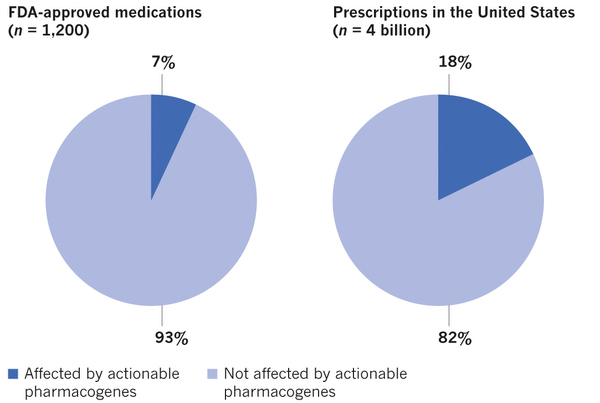 FDA-approved medications
(n = 1,200)
7%
93%
Prescriptions in the United States
(n = 4 billion)
18%
82%
Affected by actionable
pharmacogenes
Not affected by actionable
pharmacogenes